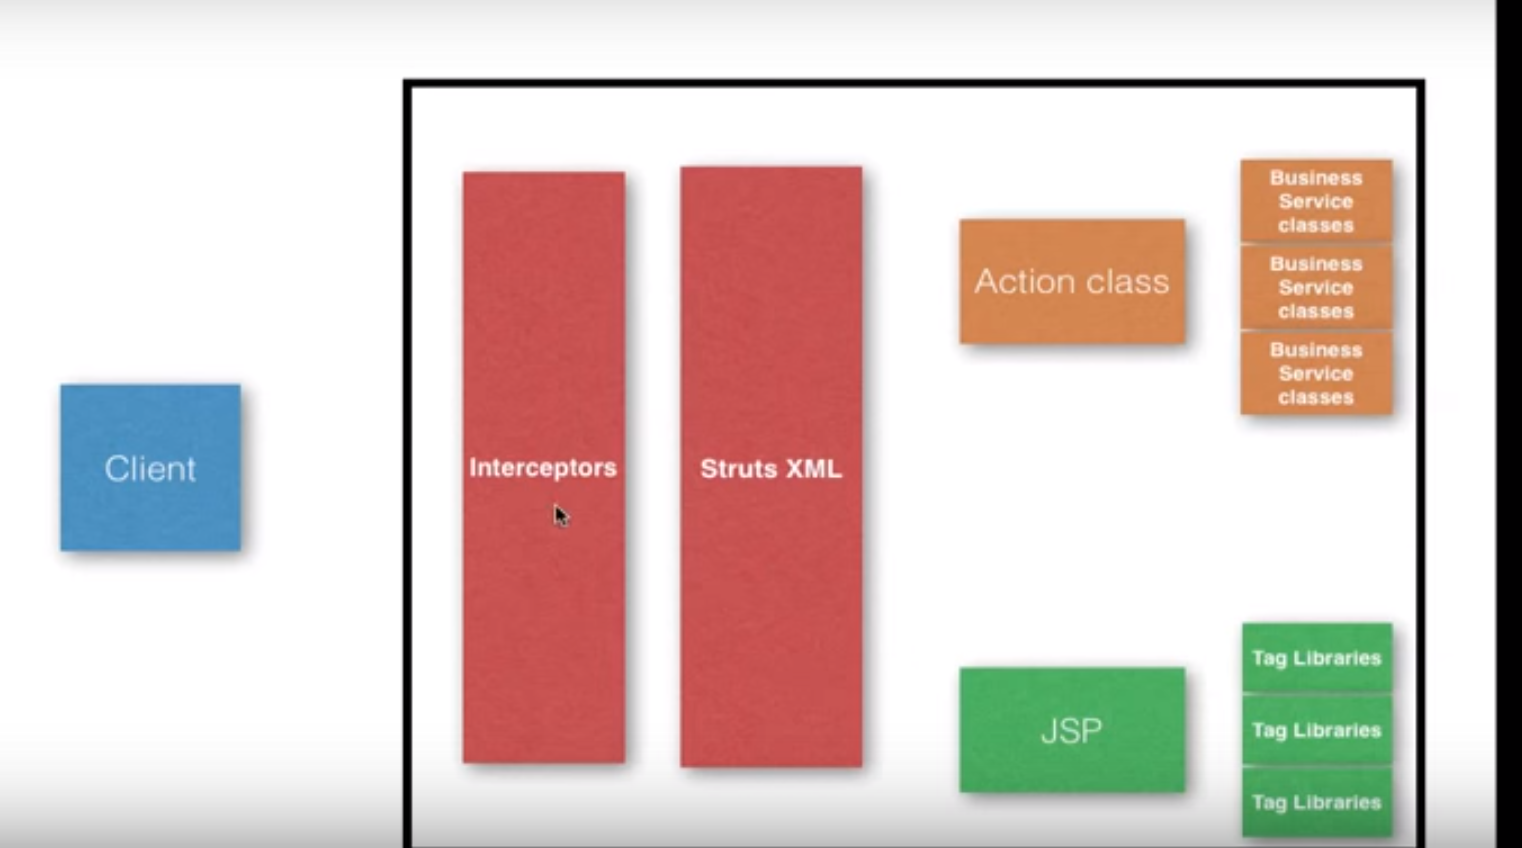 Client
Interceptors
Struts XML
Action class
Business
Service
classes
Business
Service
classes
Business
Service
classes
JSP
Tag Libraries
Tag Libraries
Tag Libraries